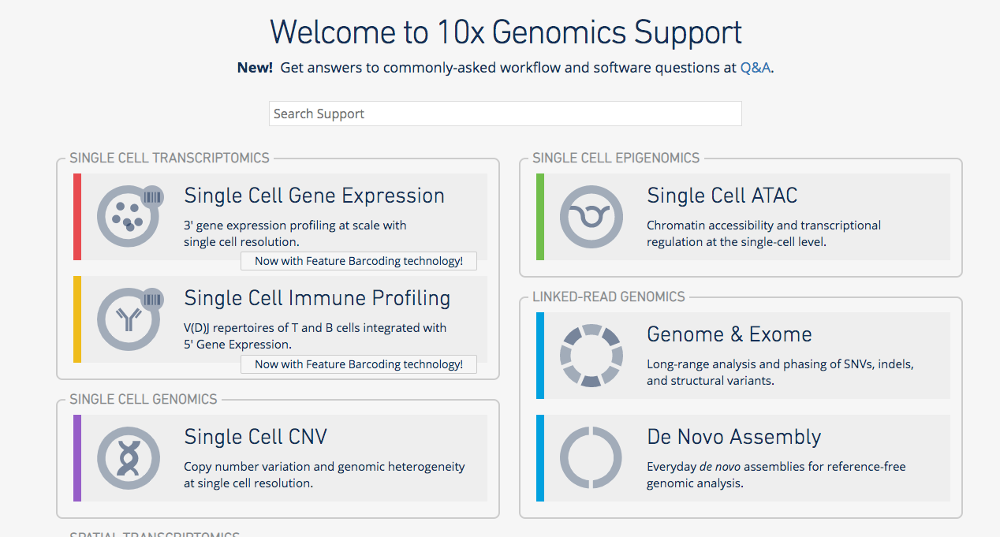 Welcome to 10x Genomics Support
New! Get answers to commonly-asked workflow and software questions at Q&A.
Search Support
SINGLE CELL TRANSCRIPTOMICS
Single Cell Gene Expression
3' gene expression profiling at scale with
single cell resolution.
Now with Feature Barcoding technology!
Single Cell Immune Profiling
V(D)J repertoires of T and B cells integrated with
5' Gene Expression.
Now with Feature Barcoding technology!
SINGLE CELL GENOMICS
Single Cell CNV
Copy number variation and genomic heterogeneity
at single cell resolution.
SPATIAL TRANSCRIPTOMICS
SINGLE CELL EPIGENOMICS
Single Cell ATAC
Chromatin accessibility and transcriptional
regulation at the single-cell level.
LINKED-READ GENOMICS
Genome & Exome
Long-range analysis and phasing of SNVs, indels,
and structural variants.
De Novo Assembly
Everyday de novo assemblies for reference-free
genomic analysis.